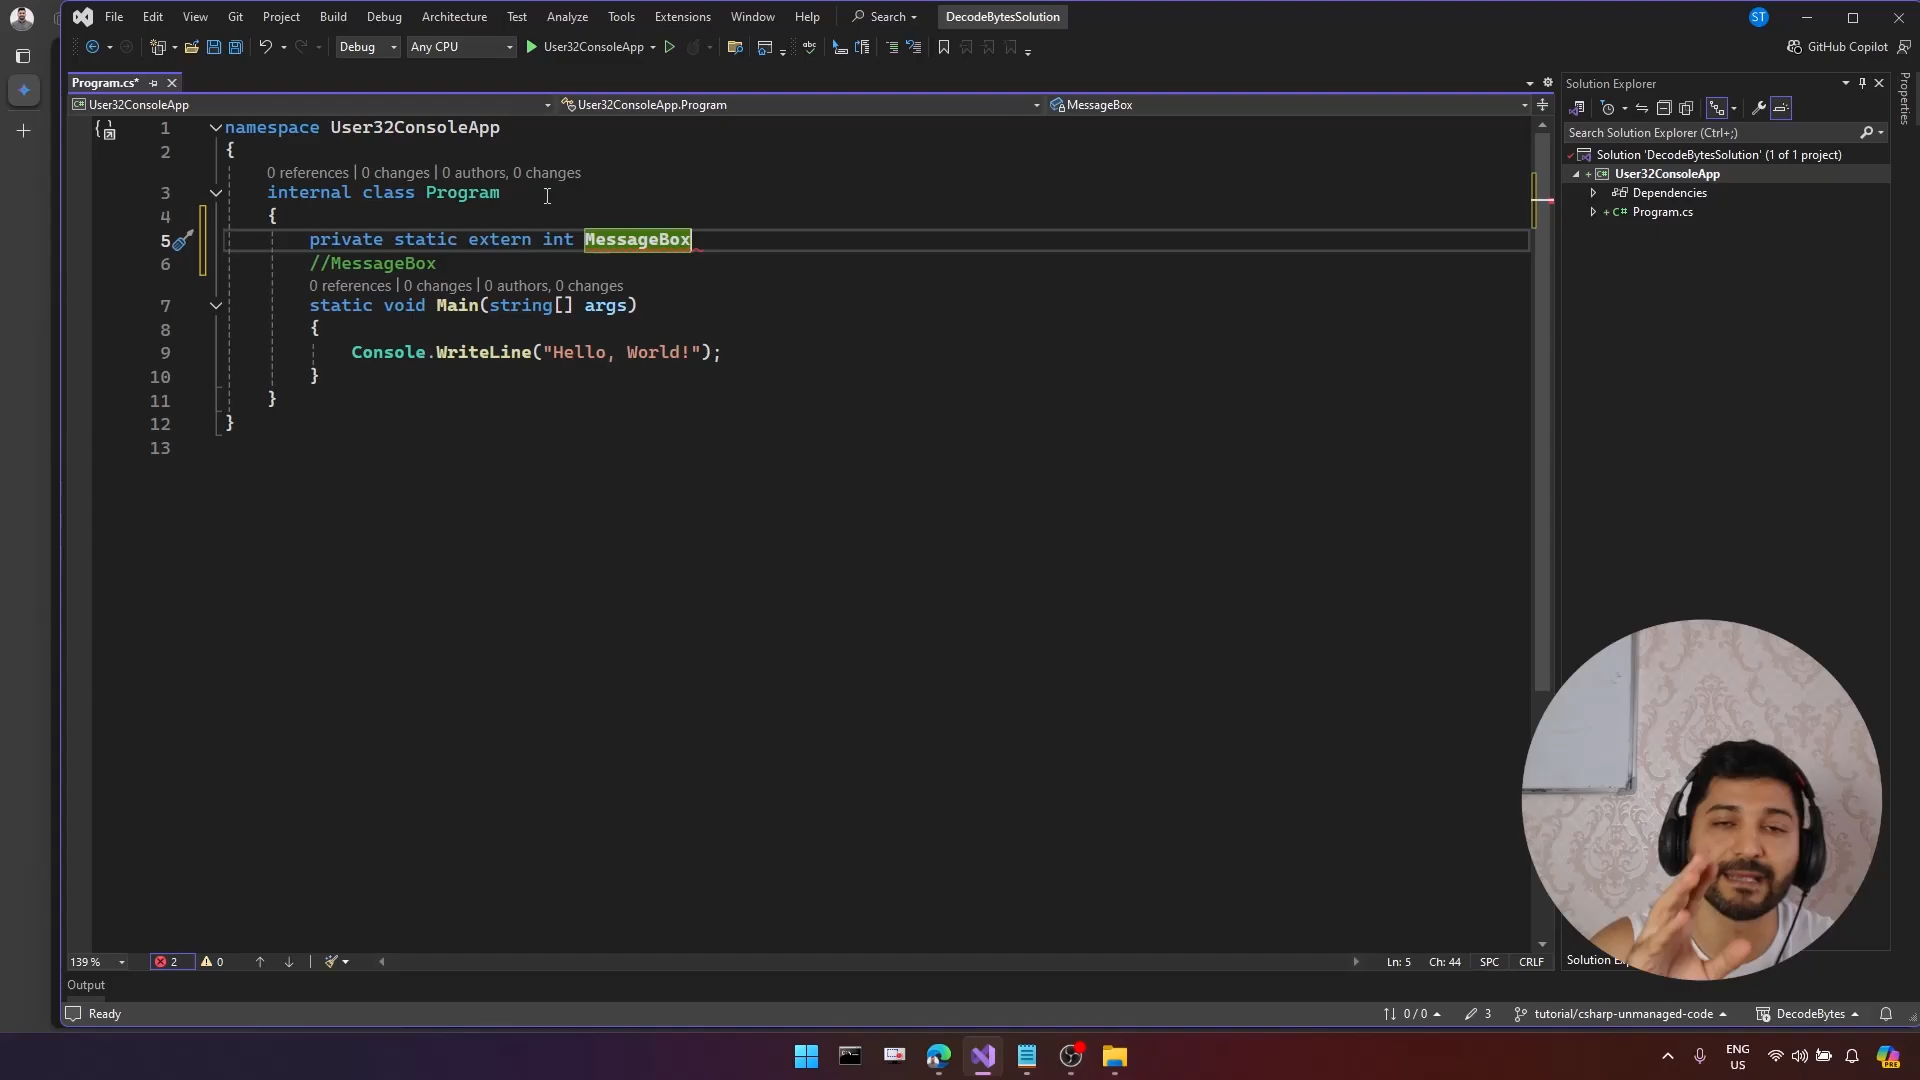 File Edit View Git Project Build Debug Architecture Test Analyze Tools Extensions Window Help Search DecodeBytesSolution ST
Debug Any CPU User32ConsoleApp GitHub Copilot
Program.cs*
User32ConsoleApp User32ConsoleApp.Program MessageBox
1 namespace User32ConsoleApp
2 {
0 references | 0 changes | 0 authors, 0 changes
3 internal class Program
4 {
5 private static extern int MessageBox
6 //MessageBox
0 references | 0 changes | 0 authors, 0 changes
7 static void Main(string[] args)
8 {
9 Console.WriteLine("Hello, World!");
10 }
11 }
12 }
13
Solution Explorer
Search Solution Explorer (Ctrl+;)
Solution 'DecodeBytesSolution' (1 of 1 project)
User32ConsoleApp
Dependencies
C# Program.cs
Properties
139 % 2 0 Ln: 5 Ch: 44 SPC CRLF
Solution
Output
Ready 0 / 0 3 tutorial/csharp-unmanaged-code DecodeBytes
ENG
US
PRE